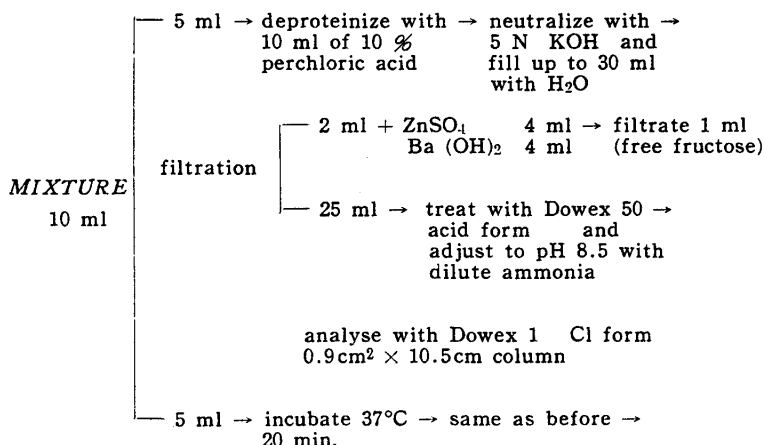 5 ml → deproteinize with → neutralize with →
10 ml of 10 % 5 N KOH and
perchloric acid fill up to 30 ml
with H2O
2 ml + ZnSO4 4 ml → filtrate 1 ml
Ba (OH)2 4 ml (free fructose)
filtration
MIXTURE
10 ml
25 ml → treat with Dowex 50 →
acid form and
adjust to pH 8.5 with
dilute ammonia
analyse with Dowex 1 Cl form
0.9cm² × 10.5cm column
5 ml → incubate 37°C → same as before →
20 min.